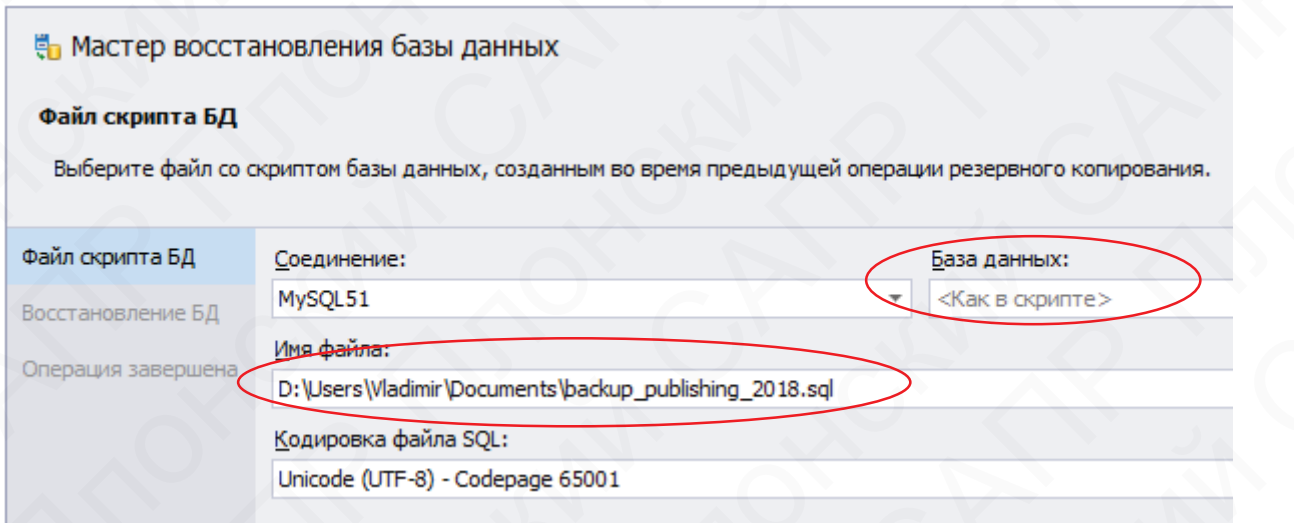 Мастер восстановления базы данных
Файл скрипта БД
Выберите файл со скриптом базы данных, созданным во время предыдущей операции резервного копирования.
Файл скрипта БД
Восстановление БД
Операция завершена
Соединение:
База данных:
MySQL51
<Как в скрипте>
Имя файла:
D:\Users\Vladimir\Documents\backup_publishing_2018.sql
Кодировка файла SQL:
Unicode (UTF-8) - Codepage 65001